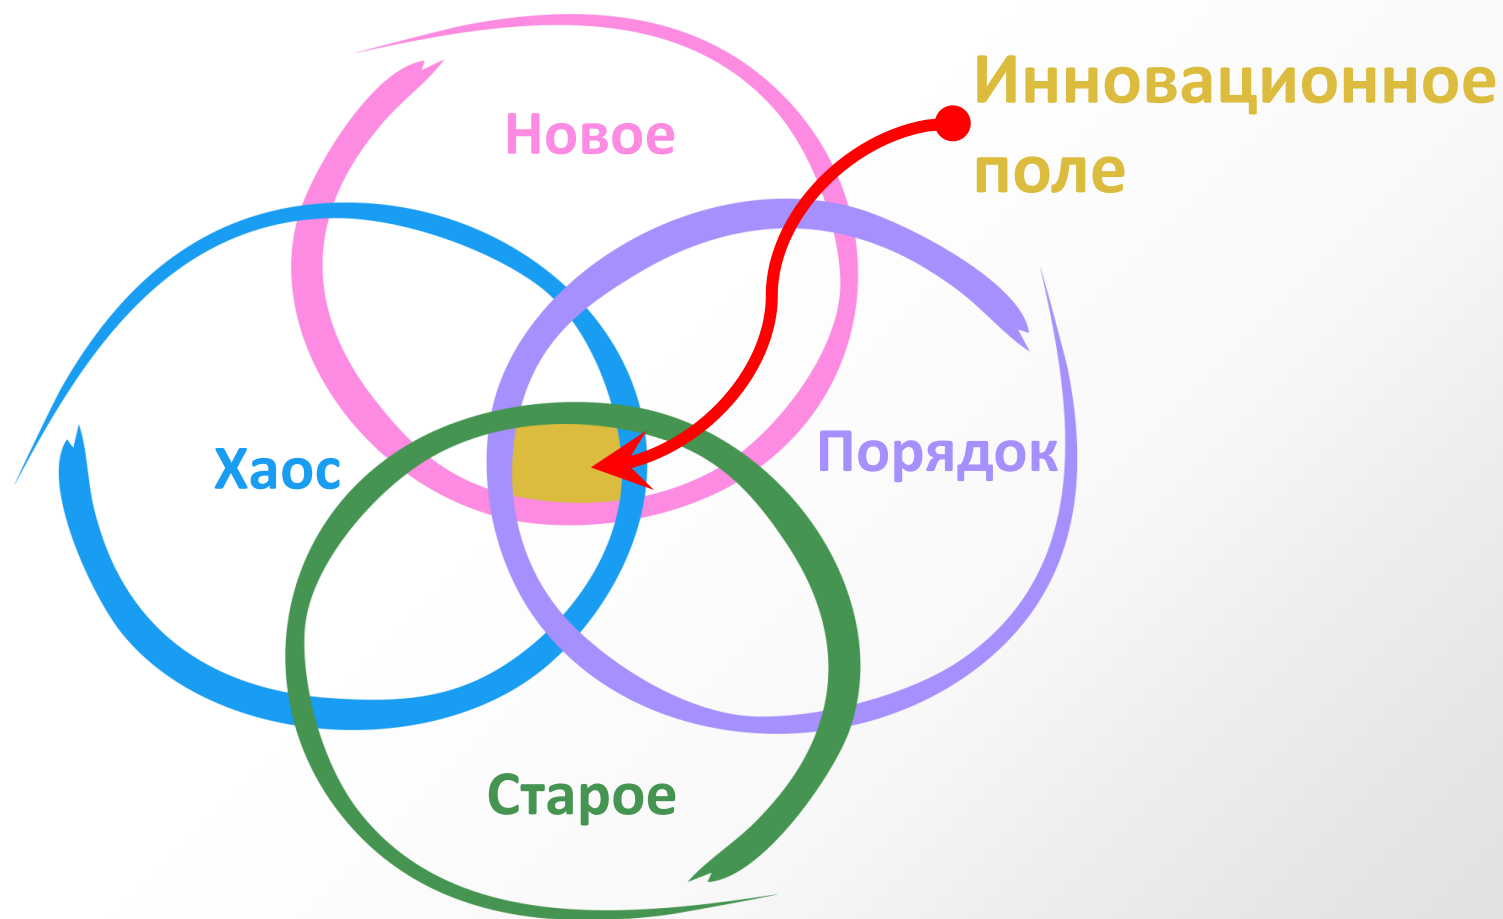 Инновационное
поле
Новое
Хаос
Порядок
Старое